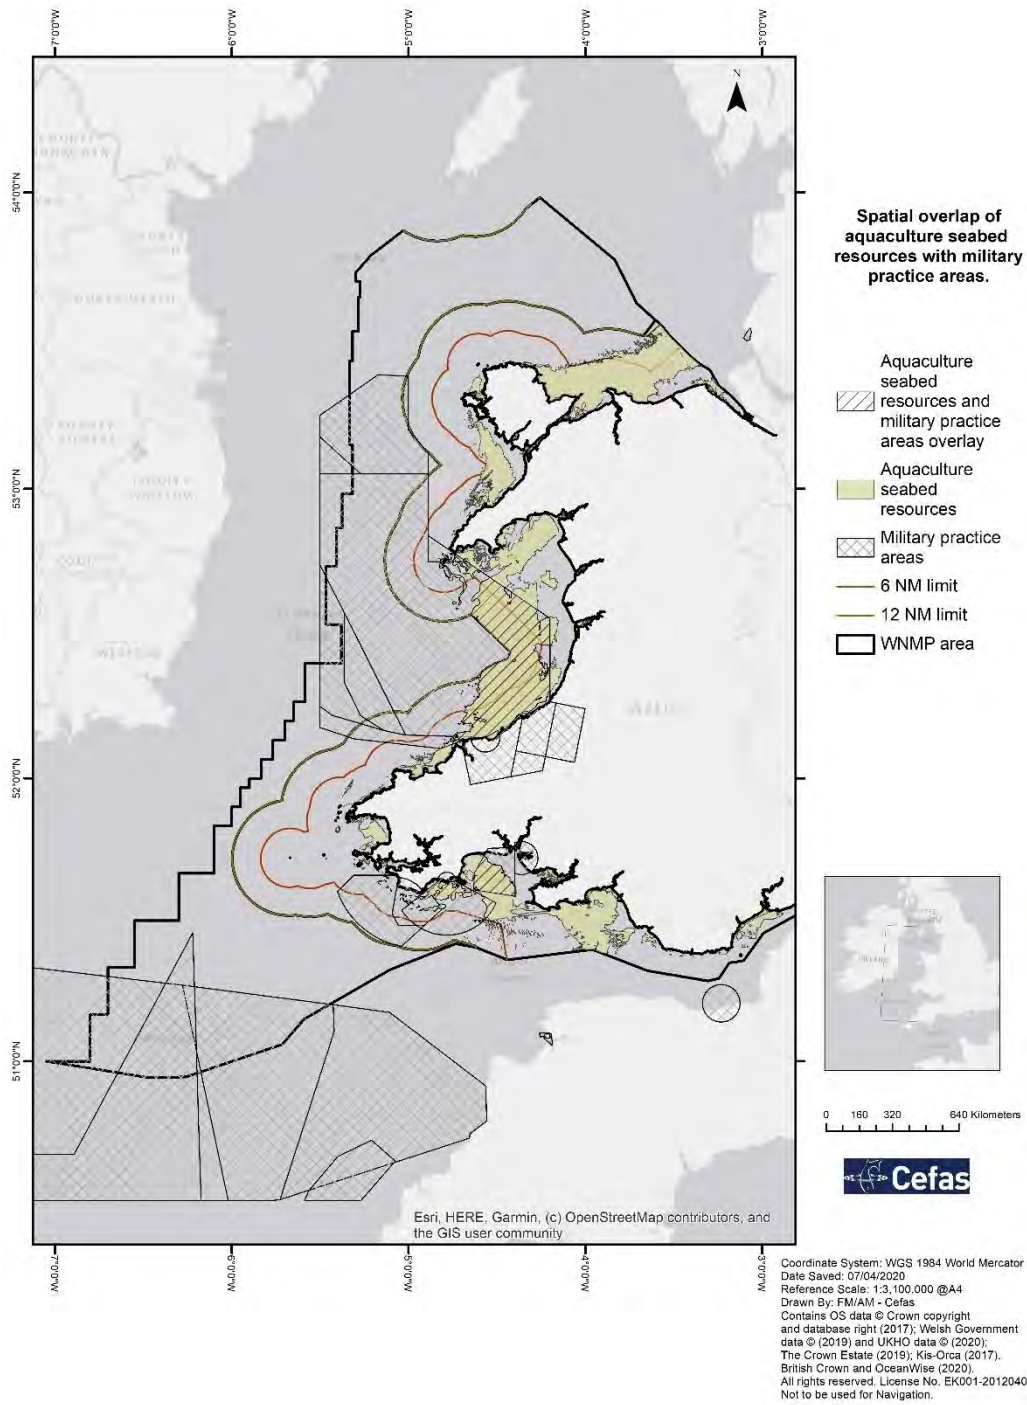 7°0'0"W
6°0'0"W
5°0'0"W
4°0'0"W
3°0'0"W
N
54°0'0"N
53°0'0"N
52°0'0"N
51°0'0"N
Spatial overlap of
aquaculture seabed
resources with military
practice areas.
Aquaculture
seabed
resources and
military practice
areas overlay
Aquaculture
seabed
resources
Military practice
areas
6 NM limit
12 NM limit
WNMP area
0 160 320 640 Kilometers
Cefas
Esri, HERE, Garmin, (c) OpenStreetMap contributors, and
the GIS user community
7°0'0"W
6°0'0"W
5°0'0"W
4°0'0"W
3°0'0"W
Coordinate System: WGS 1984 World Mercator
Date Saved: 07/04/2020
Reference Scale: 1:3,100,000 @A4
Drawn By: FM/AM - Cefas
Contains OS data © Crown copyright
and database right (2017); Welsh Government
data © (2019) and UKHO data © (2020);
The Crown Estate (2019); Kis-Orca (2017).
British Crown and OceanWise (2020).
All rights reserved. License No. EK001-2012040
Not to be used for Navigation.